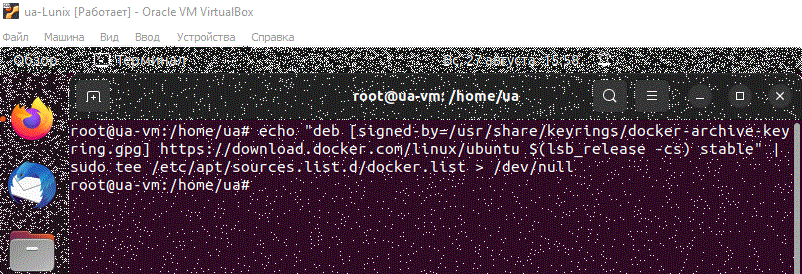 ua-Lunix [Работает] - Oracle VM VirtualBox
Файл Машина Вид Ввод Устройства Справка
Обзор Терминал Вс, 27 августа 15:58
root@ua-vm: /home/ua
root@ua-vm:/home/ua# echo "deb [signed-by=/usr/share/keyrings/docker-archive-key
ring.gpg] https://download.docker.com/linux/ubuntu $(lsb_release -cs) stable" |
sudo tee /etc/apt/sources.list.d/docker.list > /dev/null
root@ua-vm:/home/ua#